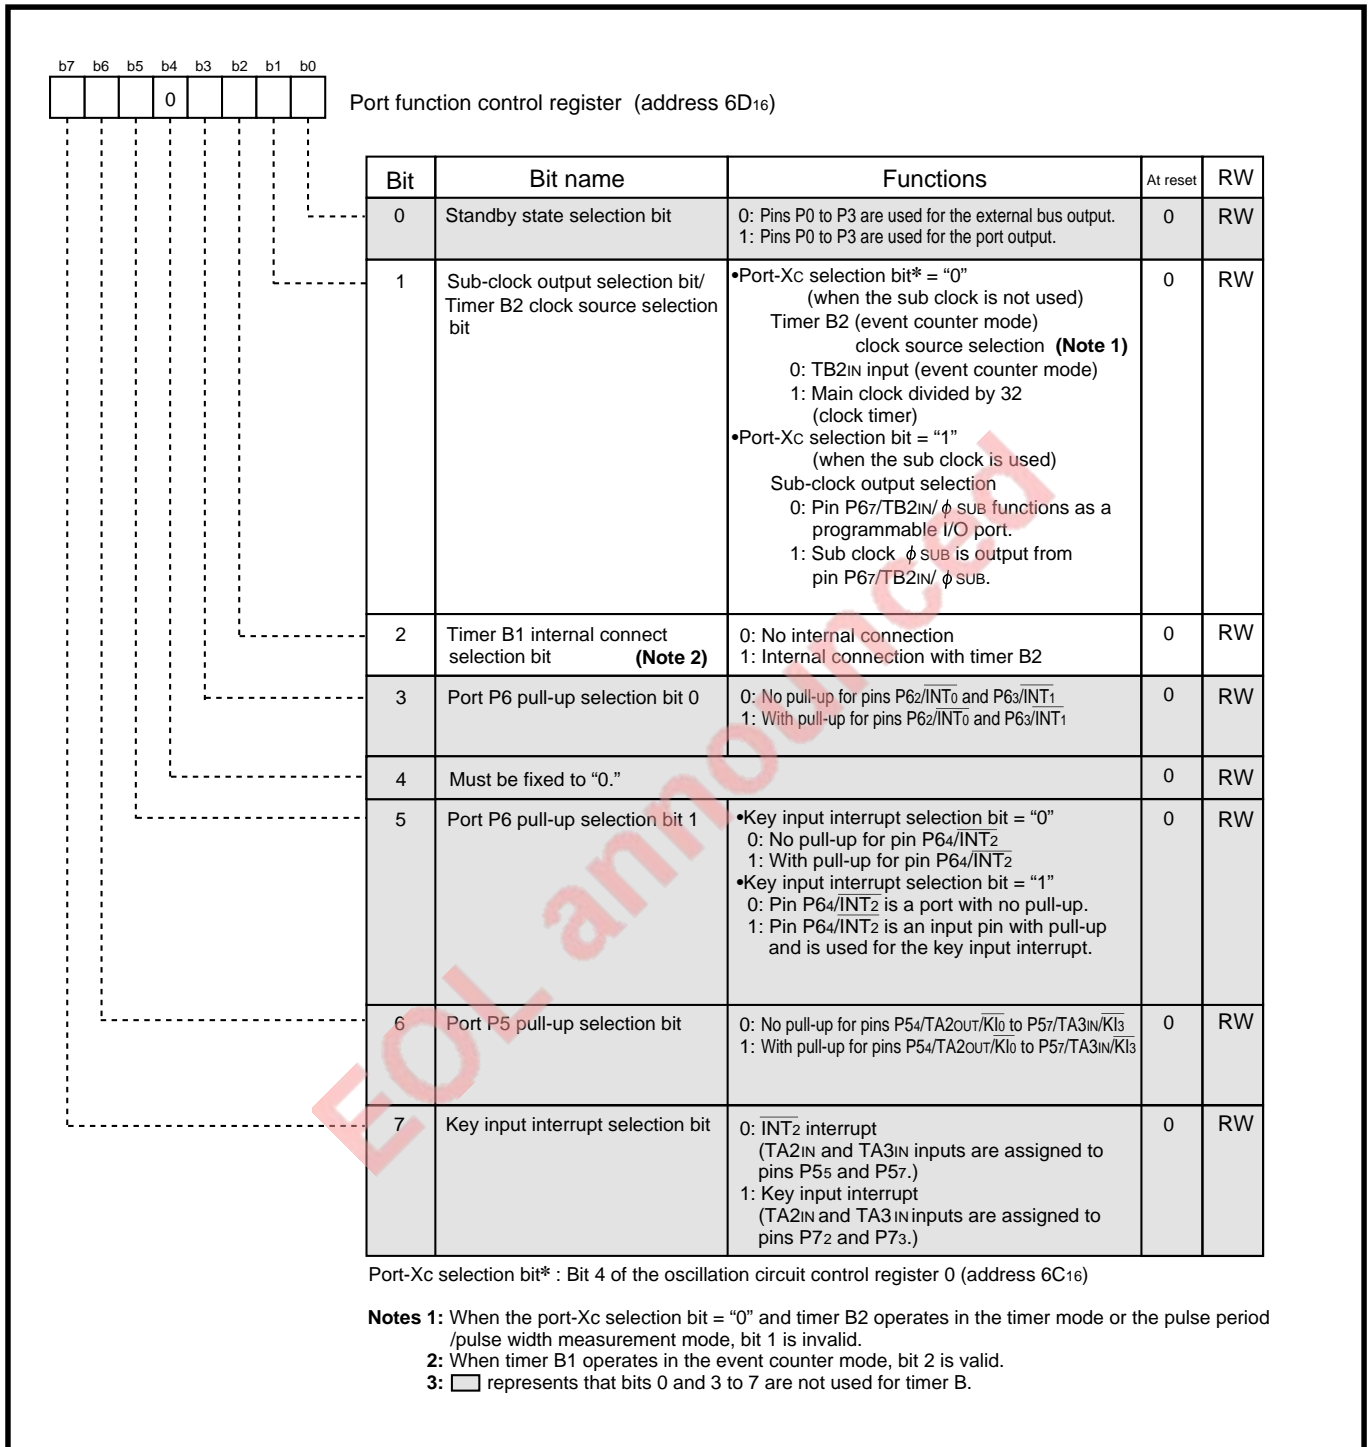 b7 b6 b5 b4 b3 b2 b1 b0
0
Port function control register (address 6D16)
Bit Bit name Functions At reset RW
0 Standby state selection bit 0: Pins P0 to P3 are used for the external bus output. 0 RW
1: Pins P0 to P3 are used for the port output.
1 Sub-clock output selection bit/ •Port-XC selection bit* = “0” 0 RW
Timer B2 clock source selection (when the sub clock is not used)
bit Timer B2 (event counter mode)
clock source selection (Note 1)
0: TB2IN input (event counter mode)
1: Main clock divided by 32
(clock timer)
•Port-XC selection bit = “1”
(when the sub clock is used)
Sub-clock output selection
0: Pin P67/TB2IN/ ϕ SUB functions as a
programmable I/O port.
1: Sub clock ϕ SUB is output from
pin P67/TB2IN/ ϕ SUB.
2 Timer B1 internal connect 0: No internal connection 0 RW
selection bit (Note 2) 1: Internal connection with timer B2
3 Port P6 pull-up selection bit 0 0: No pull-up for pins P62/INT0 and P63/INT1 0 RW
1: With pull-up for pins P62/INT0 and P63/INT1
4 Must be fixed to “0.” 0 RW
5 Port P6 pull-up selection bit 1 •Key input interrupt selection bit = “0” 0 RW
0: No pull-up for pin P64/INT2
1: With pull-up for pin P64/INT2
•Key input interrupt selection bit = “1”
0: Pin P64/INT2 is a port with no pull-up.
1: Pin P64/INT2 is an input pin with pull-up
and is used for the key input interrupt.
6 Port P5 pull-up selection bit 0: No pull-up for pins P54/TA2OUT/KI0 to P57/TA3IN/KI3 0 RW
1: With pull-up for pins P54/TA2OUT/KI0 to P57/TA3IN/KI3
7 Key input interrupt selection bit 0: INT2 interrupt 0 RW
(TA2IN and TA3IN inputs are assigned to
pins P55 and P57.)
1: Key input interrupt
(TA2IN and TA3 IN inputs are assigned to
pins P72 and P73.)
EOL announced
Port-Xc selection bit* : Bit 4 of the oscillation circuit control register 0 (address 6C16)
Notes 1: When the port-Xc selection bit = “0” and timer B2 operates in the timer mode or the pulse period
/pulse width measurement mode, bit 1 is invalid.
2: When timer B1 operates in the event counter mode, bit 2 is valid.
3: represents that bits 0 and 3 to 7 are not used for timer B.